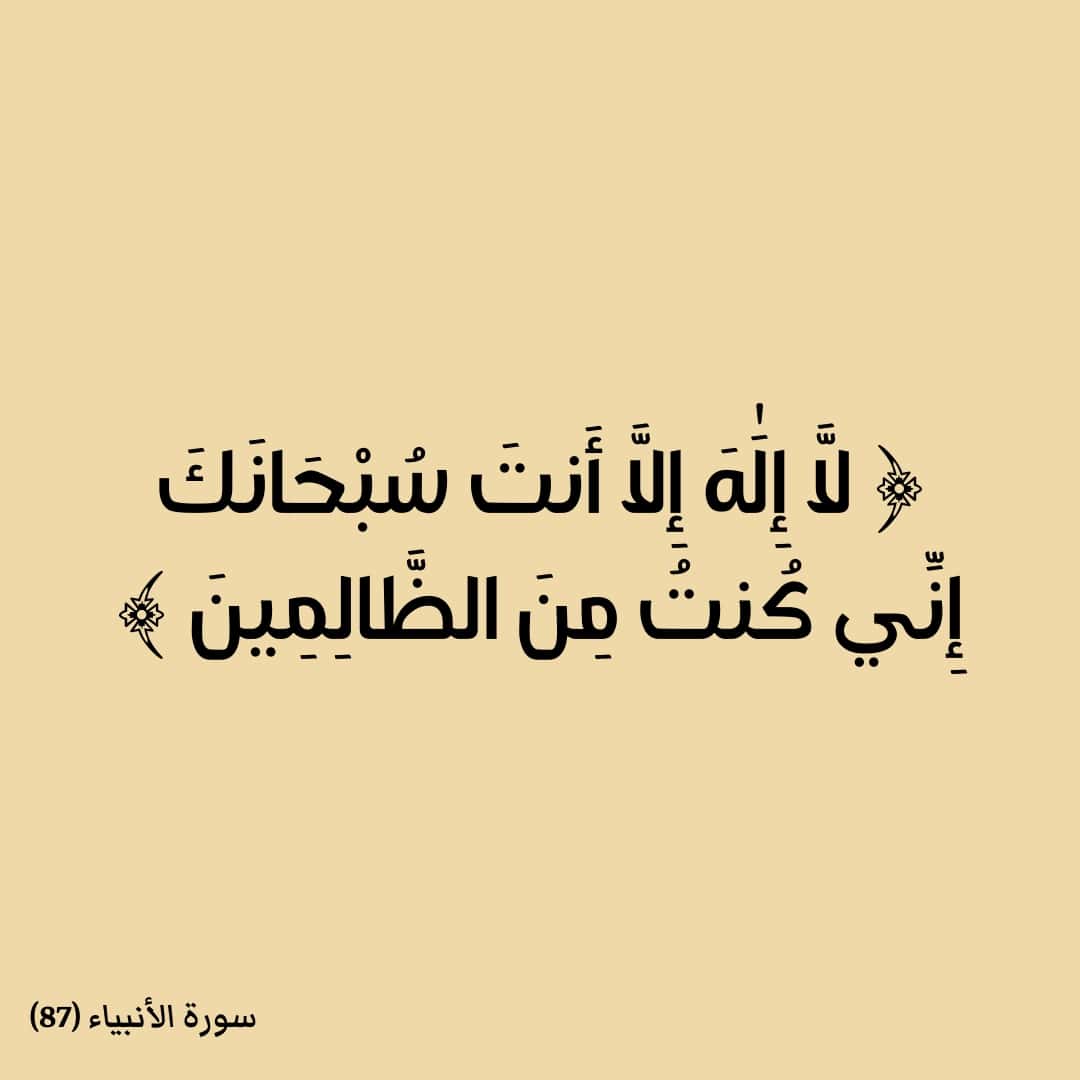 ﴿ لَّا إِلَٰهَ إِلَّا أَنتَ سُبْحَانَكَ
إِنِّي كُنتُ مِنَ الظَّالِمِينَ ﴾
سورة الأنبياء (87)